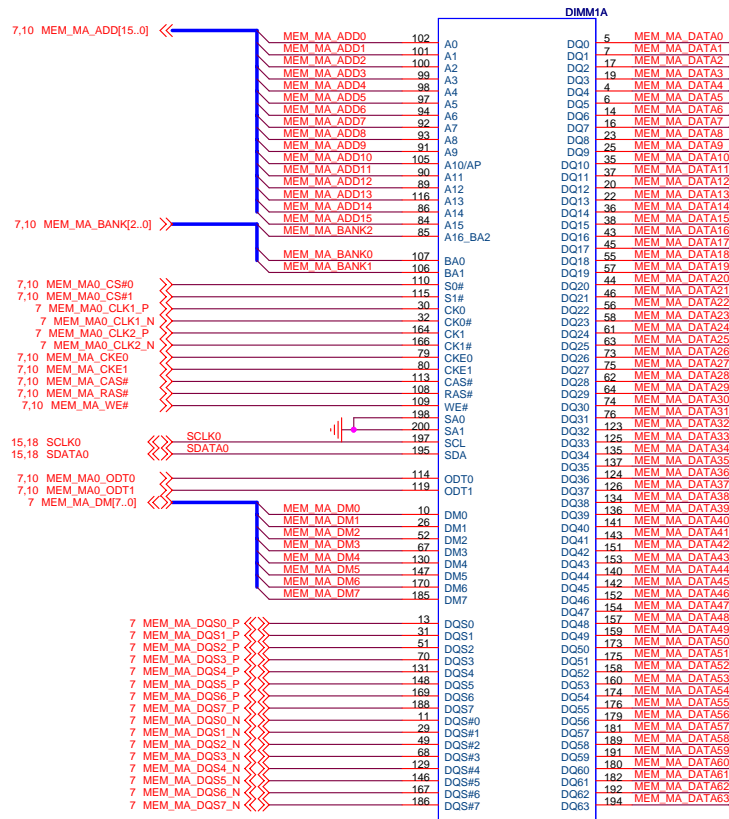 DIMM1A
7,10 MEM_MA_ADD[15..0]
MEM_MA_ADD0 102 A0
MEM_MA_ADD1 101 A1
MEM_MA_ADD2 100 A2
MEM_MA_ADD3 99 A3
MEM_MA_ADD4 98 A4
MEM_MA_ADD5 97 A5
MEM_MA_ADD6 94 A6
MEM_MA_ADD7 92 A7
MEM_MA_ADD8 93 A8
MEM_MA_ADD9 91 A9
MEM_MA_ADD10 105 A10/AP
MEM_MA_ADD11 90 A11
MEM_MA_ADD12 89 A12
MEM_MA_ADD13 116 A13
MEM_MA_ADD14 86 A14
MEM_MA_ADD15 84 A15
7,10 MEM_MA_BANK[2..0]
MEM_MA_BANK2 85 A16_BA2
MEM_MA_BANK0 107 BA0
MEM_MA_BANK1 106 BA1
7,10 MEM_MA0_CS#0 110 S0#
7,10 MEM_MA0_CS#1 115 S1#
7 MEM_MA0_CLK1_P 30 CK0
7 MEM_MA0_CLK1_N 32 CK0#
7 MEM_MA0_CLK2_P 164 CK1
7 MEM_MA0_CLK2_N 166 CK1#
7,10 MEM_MA_CKE0 79 CKE0
7,10 MEM_MA_CKE1 80 CKE1
7,10 MEM_MA_CAS# 113 CAS#
7,10 MEM_MA_RAS# 108 RAS#
7,10 MEM_MA_WE# 109 WE#
198 SA0
200 SA1
15,18 SCLK0 SCLK0 197 SCL
15,18 SDATA0 SDATA0 195 SDA
7,10 MEM_MA0_ODT0 114 ODT0
7,10 MEM_MA0_ODT1 119 ODT1
7 MEM_MA_DM[7..0]
MEM_MA_DM0 10 DM0
MEM_MA_DM1 26 DM1
MEM_MA_DM2 52 DM2
MEM_MA_DM3 67 DM3
MEM_MA_DM4 130 DM4
MEM_MA_DM5 147 DM5
MEM_MA_DM6 170 DM6
MEM_MA_DM7 185 DM7
7 MEM_MA_DQS0_P 13 DQS0
7 MEM_MA_DQS1_P 31 DQS1
7 MEM_MA_DQS2_P 51 DQS2
7 MEM_MA_DQS3_P 70 DQS3
7 MEM_MA_DQS4_P 131 DQS4
7 MEM_MA_DQS5_P 148 DQS5
7 MEM_MA_DQS6_P 169 DQS6
7 MEM_MA_DQS7_P 188 DQS7
7 MEM_MA_DQS0_N 11 DQS#0
7 MEM_MA_DQS1_N 29 DQS#1
7 MEM_MA_DQS2_N 49 DQS#2
7 MEM_MA_DQS3_N 68 DQS#3
7 MEM_MA_DQS4_N 129 DQS#4
7 MEM_MA_DQS5_N 146 DQS#5
7 MEM_MA_DQS6_N 167 DQS#6
7 MEM_MA_DQS7_N 186 DQS#7
DQ0 5 MEM_MA_DATA0
DQ1 7 MEM_MA_DATA1
DQ2 17 MEM_MA_DATA2
DQ3 19 MEM_MA_DATA3
DQ4 4 MEM_MA_DATA4
DQ5 6 MEM_MA_DATA5
DQ6 14 MEM_MA_DATA6
DQ7 16 MEM_MA_DATA7
DQ8 23 MEM_MA_DATA8
DQ9 25 MEM_MA_DATA9
DQ10 35 MEM_MA_DATA10
DQ11 37 MEM_MA_DATA11
DQ12 20 MEM_MA_DATA12
DQ13 22 MEM_MA_DATA13
DQ14 36 MEM_MA_DATA14
DQ15 38 MEM_MA_DATA15
DQ16 43 MEM_MA_DATA16
DQ17 45 MEM_MA_DATA17
DQ18 55 MEM_MA_DATA18
DQ19 57 MEM_MA_DATA19
DQ20 44 MEM_MA_DATA20
DQ21 46 MEM_MA_DATA21
DQ22 56 MEM_MA_DATA22
DQ23 58 MEM_MA_DATA23
DQ24 61 MEM_MA_DATA24
DQ25 63 MEM_MA_DATA25
DQ26 73 MEM_MA_DATA26
DQ27 75 MEM_MA_DATA27
DQ28 62 MEM_MA_DATA28
DQ29 64 MEM_MA_DATA29
DQ30 74 MEM_MA_DATA30
DQ31 76 MEM_MA_DATA31
DQ32 123 MEM_MA_DATA32
DQ33 125 MEM_MA_DATA33
DQ34 135 MEM_MA_DATA34
DQ35 137 MEM_MA_DATA35
DQ36 124 MEM_MA_DATA36
DQ37 126 MEM_MA_DATA37
DQ38 134 MEM_MA_DATA38
DQ39 136 MEM_MA_DATA39
DQ40 141 MEM_MA_DATA40
DQ41 143 MEM_MA_DATA41
DQ42 151 MEM_MA_DATA42
DQ43 153 MEM_MA_DATA43
DQ44 140 MEM_MA_DATA44
DQ45 142 MEM_MA_DATA45
DQ46 152 MEM_MA_DATA46
DQ47 154 MEM_MA_DATA47
DQ48 157 MEM_MA_DATA48
DQ49 159 MEM_MA_DATA49
DQ50 173 MEM_MA_DATA50
DQ51 175 MEM_MA_DATA51
DQ52 158 MEM_MA_DATA52
DQ53 160 MEM_MA_DATA53
DQ54 174 MEM_MA_DATA54
DQ55 176 MEM_MA_DATA55
DQ56 179 MEM_MA_DATA56
DQ57 181 MEM_MA_DATA57
DQ58 189 MEM_MA_DATA58
DQ59 191 MEM_MA_DATA59
DQ60 180 MEM_MA_DATA60
DQ61 182 MEM_MA_DATA61
DQ62 192 MEM_MA_DATA62
DQ63 194 MEM_MA_DATA63